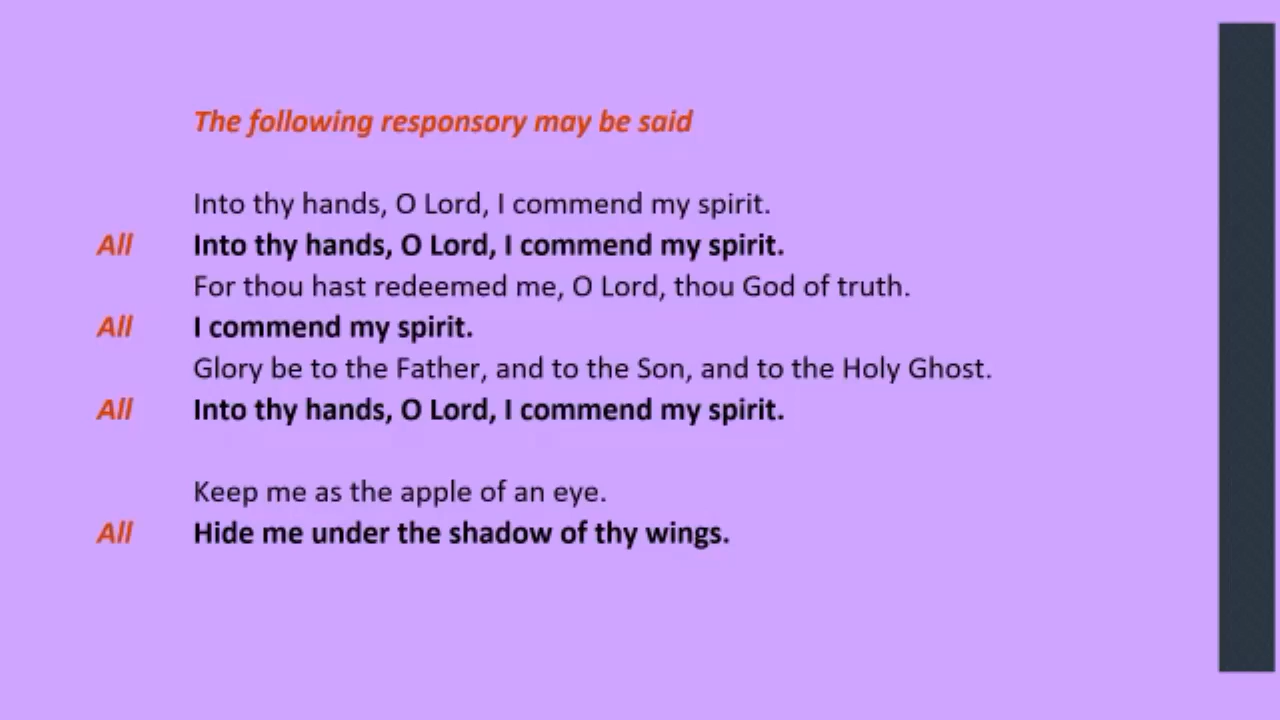 The following responsory may be said
Into thy hands, O Lord, I commend my spirit.
All Into thy hands, O Lord, I commend my spirit.
For thou hast redeemed me, O Lord, thou God of truth.
All I commend my spirit.
Glory be to the Father, and to the Son, and to the Holy Ghost.
All Into thy hands, O Lord, I commend my spirit.
Keep me as the apple of an eye.
All Hide me under the shadow of thy wings.